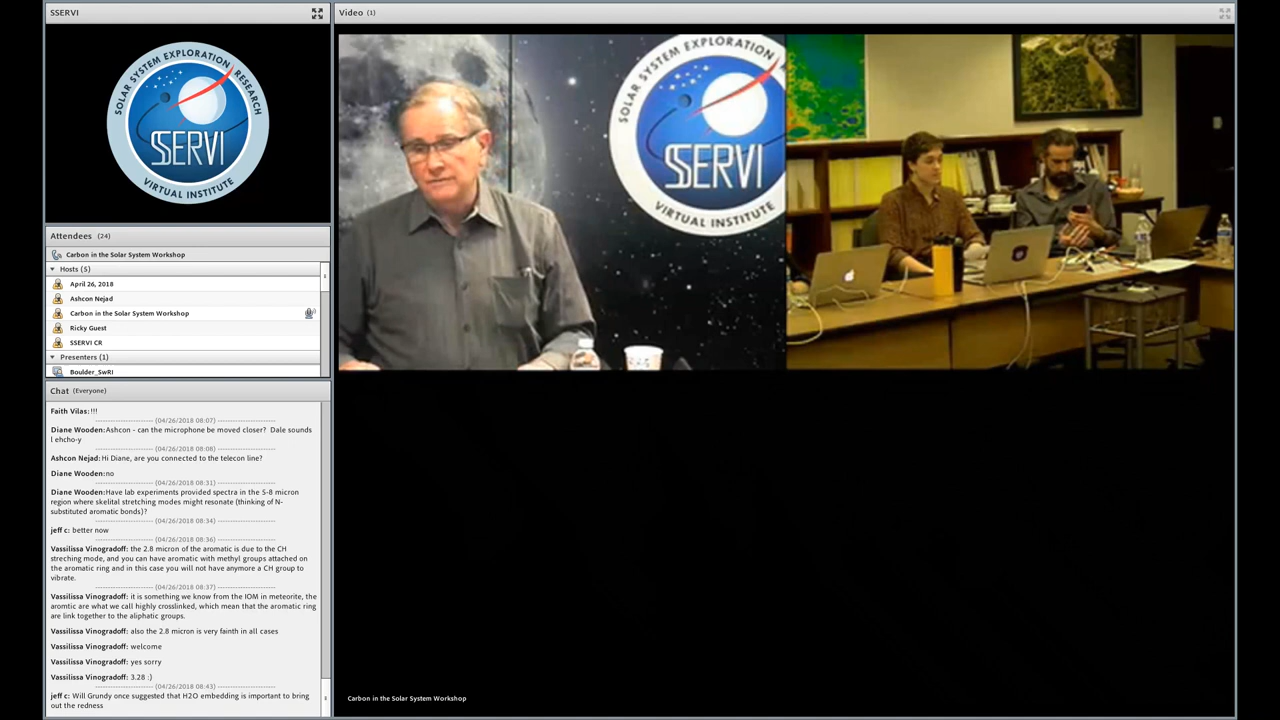 SSERVI
SOLAR SYSTEM EXPLORATION RESEARCH
SSERVI
VIRTUAL INSTITUTE
Attendees (24)
Carbon in the Solar System Workshop
Hosts (5)
April 26, 2018
Ashcon Nejad
Carbon in the Solar System Workshop
Ricky Guest
SSERVI CR
Presenters (1)
Boulder_SwRI
Chat (Everyone)
Faith Vilas: !!!
(04/26/2018 08:07)
Diane Wooden:Ashcon - can the microphone be moved closer? Dale sounds
l ehcho-y
(04/26/2018 08:08)
Ashcon Nejad: Hi Diane, are you connected to the telecon line?
Diane Wooden:no
(04/26/2018 08:31)
Diane Wooden:Have lab experiments provided spectra in the 5-8 micron
region where skelital stretching modes might resonate (thinking of N-
substituted aromatic bonds)?
(04/26/2018 08:34)
jeff c: better now
(04/26/2018 08:36)
Vassilissa Vinogradoff: the 2.8 micron of the aromatic is due to the CH
streching mode, and you can have aromatic with methyl groups attached on
the aromatic ring and in this case you will not have anymore a CH group to
vibrate.
(04/26/2018 08:37)
Vassilissa Vinogradoff: it is something we know from the IOM in meteorite, the
aromtic are what we call highly crosslinked, which mean that the aromatic ring
are link together to the aliphatic groups.
Vassilissa Vinogradoff: also the 2.8 micron is very fainth in all cases
Vassilissa Vinogradoff: welcome
Vassilissa Vinogradoff: yes sorry
Vassilissa Vinogradoff: 3.28 :)
(04/26/2018 08:43)
jeff c: Will Grundy once suggested that H2O embedding is important to bring
out the redness
Video (1)
SOLAR SYSTEM EXPLORATION
SSERVI
VIRTUAL INSTITUTE
Carbon in the Solar System Workshop